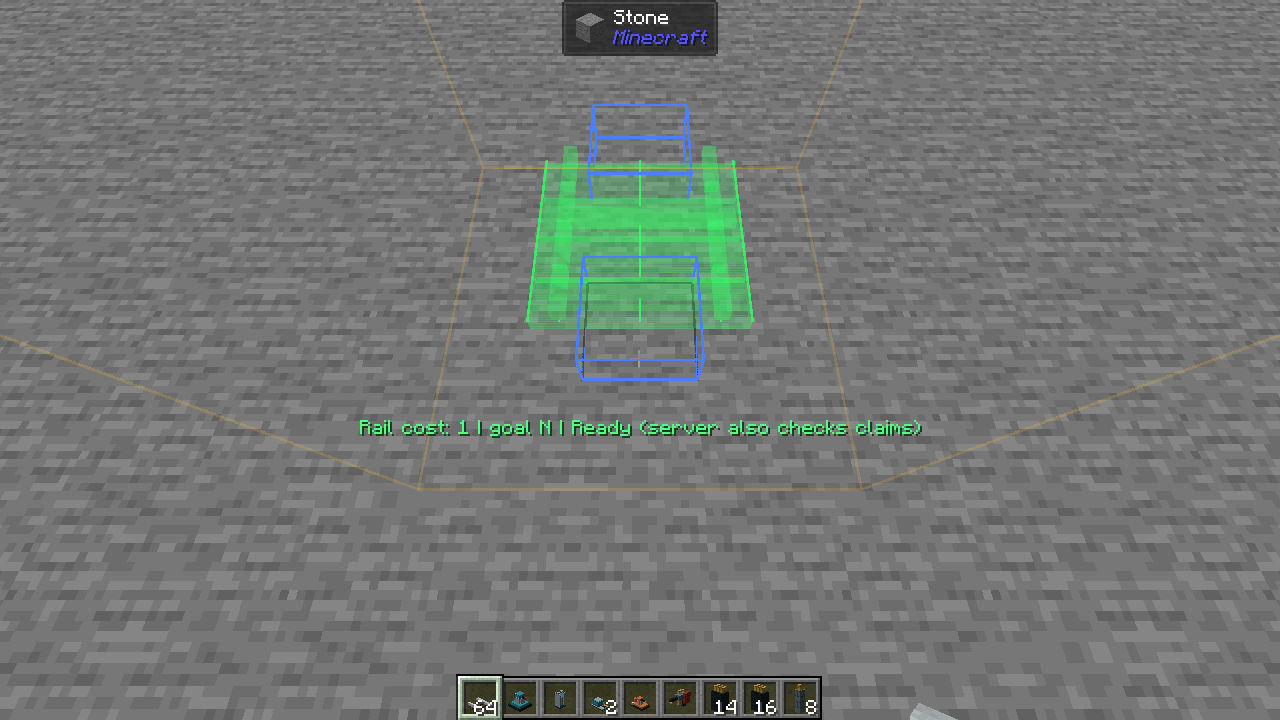 Stone
Minecraft
Rail cost: 1 | goal N | Ready (server also checks claims)
64 2 14 16 8